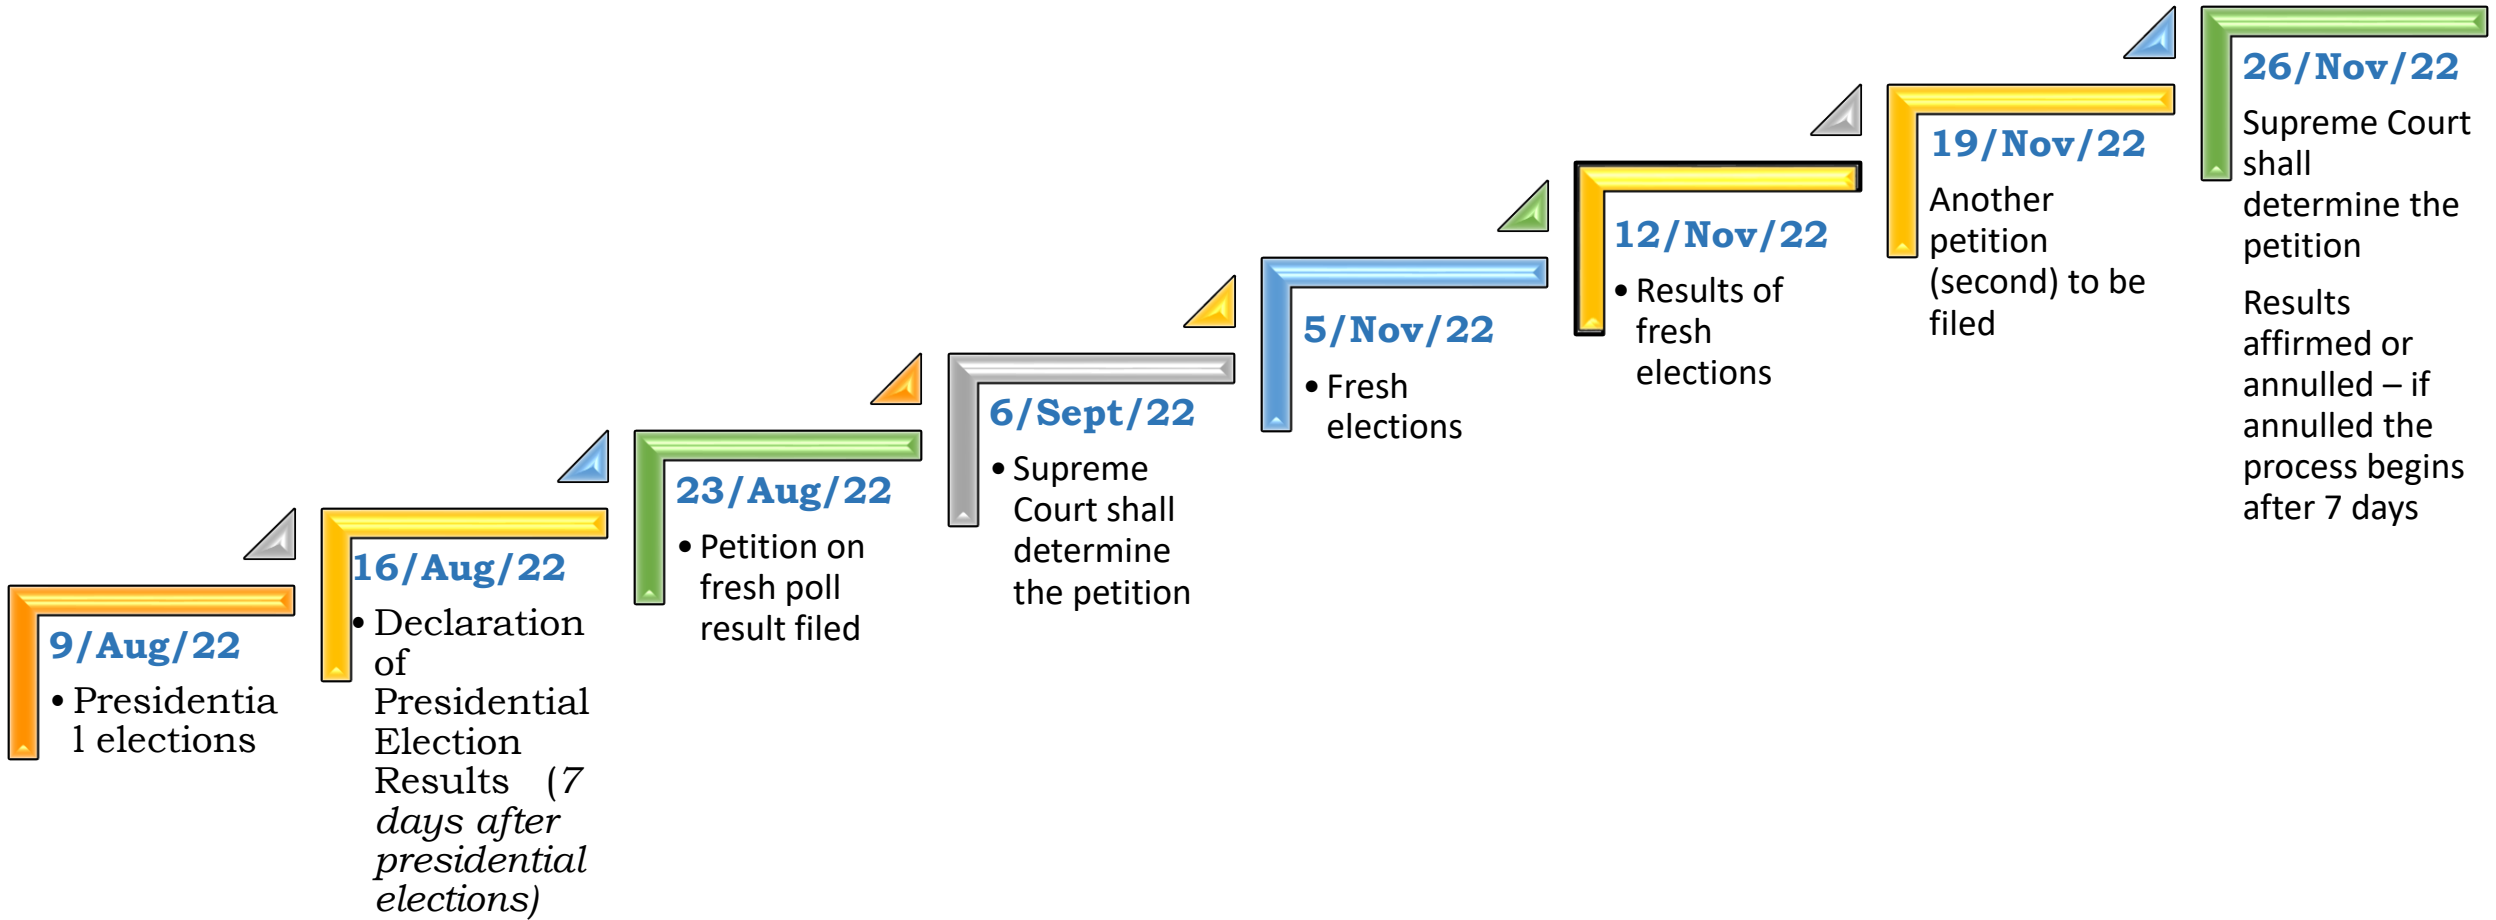 9/Aug/22
• Presidentia
l elections
16/Aug/22
• Declaration
of
Presidential
Election
Results (7
days after
presidential
elections)
23/Aug/22
• Petition on
fresh poll
result filed
6/Sept/22
• Supreme
Court shall
determine
the petition
5/Nov/22
• Fresh
elections
12/Nov/22
• Results of
fresh
elections
19/Nov/22
Another
petition
(second) to be
filed
26/Nov/22
Supreme Court
shall
determine the
petition
Results
affirmed or
annulled – if
annulled the
process begins
after 7 days